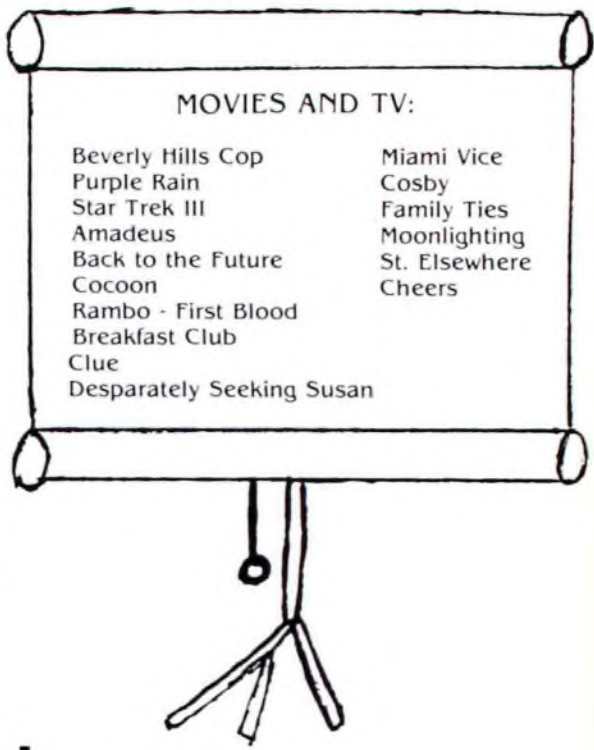 MOVIES AND TV:
Beverly Hills Cop
Purple Rain
Star Trek III
Amadeus
Back to the Future
Cocoon
Rambo - First Blood
Breakfast Club
Clue
Desparately Seeking Susan
Miami Vice
Cosby
Family Ties
Moonlighting
St. Elsewhere
Cheers